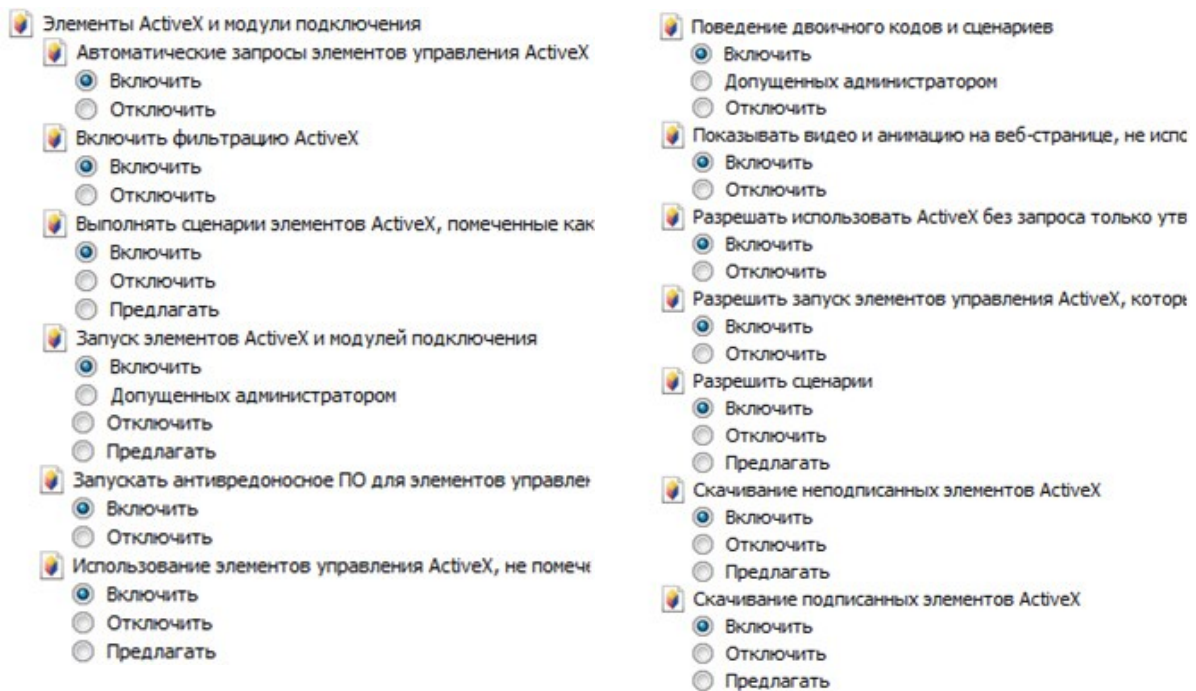 Элементы ActiveX и модули подключения
Автоматические запросы элементов управления ActiveX
Включить
Отключить
Включить фильтрацию ActiveX
Включить
Отключить
Выполнять сценарии элементов ActiveX, помеченные как
Включить
Отключить
Предлагать
Запуск элементов ActiveX и модулей подключения
Включить
Допущенных администратором
Отключить
Предлагать
Запускать антивредоносное ПО для элементов управлен
Включить
Отключить
Использование элементов управления ActiveX, не помече
Включить
Отключить
Предлагать
Поведение двоичного кодов и сценариев
Включить
Допущенных администратором
Отключить
Показывать видео и анимацию на веб-странице, не испо
Включить
Отключить
Разрешать использовать ActiveX без запроса только утв
Включить
Отключить
Разрешить запуск элементов управления ActiveX, которы
Включить
Отключить
Разрешить сценарии
Включить
Отключить
Предлагать
Скачивание неподписанных элементов ActiveX
Включить
Отключить
Предлагать
Скачивание подписанных элементов ActiveX
Включить
Отключить
Предлагать